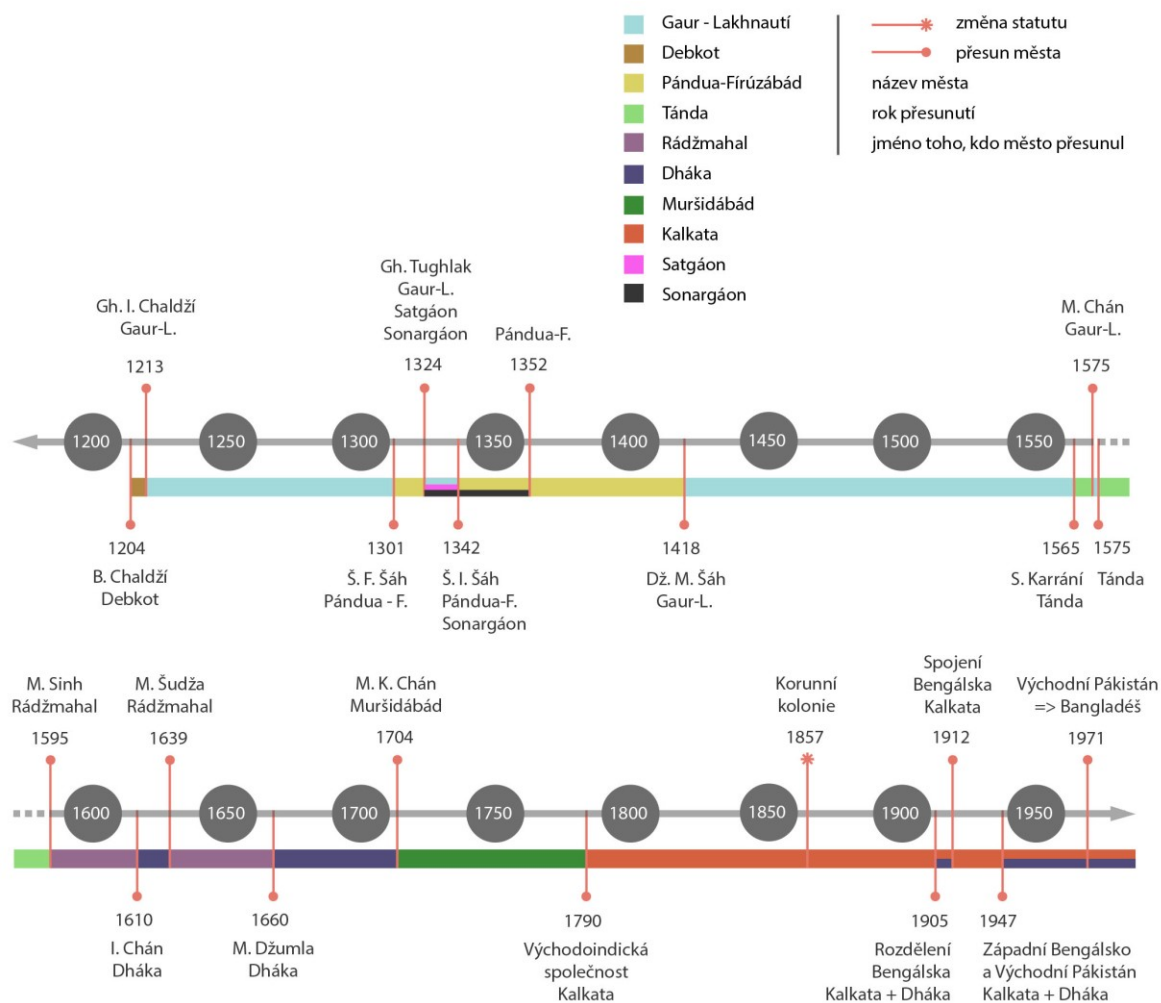 Gaur - Lakhnautí
Debkot
Pándua-Fírúzábád
Tánda
Rádžmahal
Dháka
Muršidábád
Kalkata
Satgáon
Sonargáon
změna statutu
přesun města
název města
rok přesunutí
jméno toho, kdo město přesunul
Gh. I. Chaldží
Gaur-L.
1213
Gh. Tughlak
Gaur-L.
Satgáon
Sonargáon
1324
Pándua-F.
1352
M. Chán
Gaur-L.
1575
1200
1250
1300
1350
1400
1450
1500
1550
1204
B. Chaldží
Debkot
1301
Š. F. Šáh
Pándua - F.
1342
Š. I. Šáh
Pándua-F.
Sonargáon
1418
Dž. M. Šáh
Gaur-L.
1565
S. Karrání
Tánda
1575
Tánda
M. Sinh
Rádžmahal
1595
M. Šudža
Rádžmahal
1639
M. K. Chán
Muršidábád
1704
Korunní
kolonie
1857
Spojení
Bengálska
Kalkata
1912
Východní Pákistán
=> Bangladéš
1971
1600
1650
1700
1750
1800
1850
1900
1950
1610
I. Chán
Dháka
1660
M. Džumla
Dháka
1790
Východoindická
společnost
Kalkata
1905
Rozdělení
Bengálska
Kalkata + Dháka
1947
Západní Bengálsko
a Východní Pákistán
Kalkata + Dháka